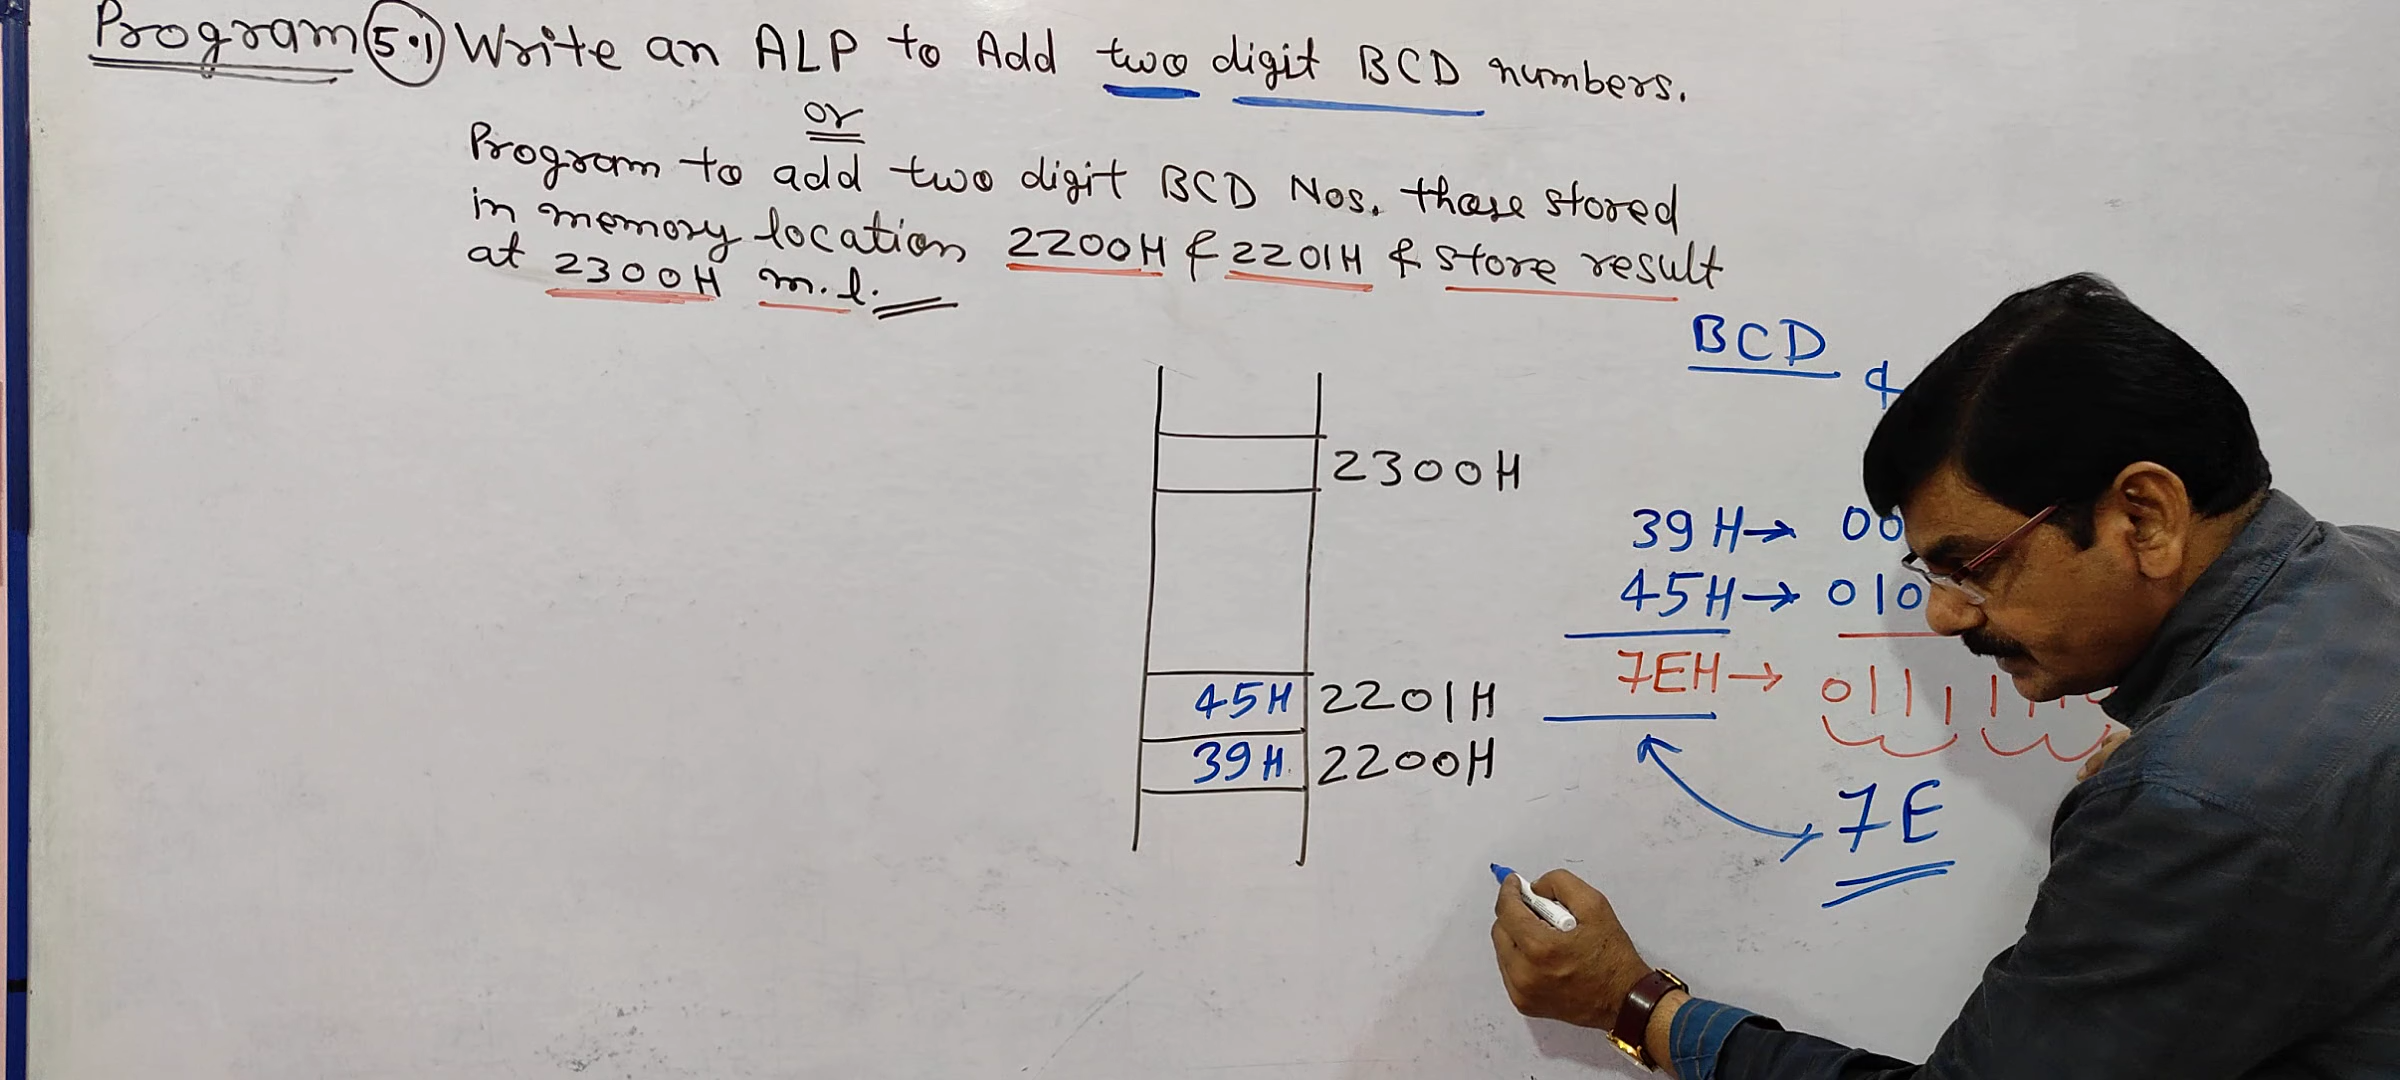 Program 5.1 Write an ALP to Add two digit BCD numbers.
or
Program to add two digit BCD Nos. those stored
in memory location 2200H & 2201H & store result
at 2300H m.l.
BCD &
2300H
39H→ 00
45H→ 010
7EH→ 0111 111
45H 2201H
39H 2200H
7E